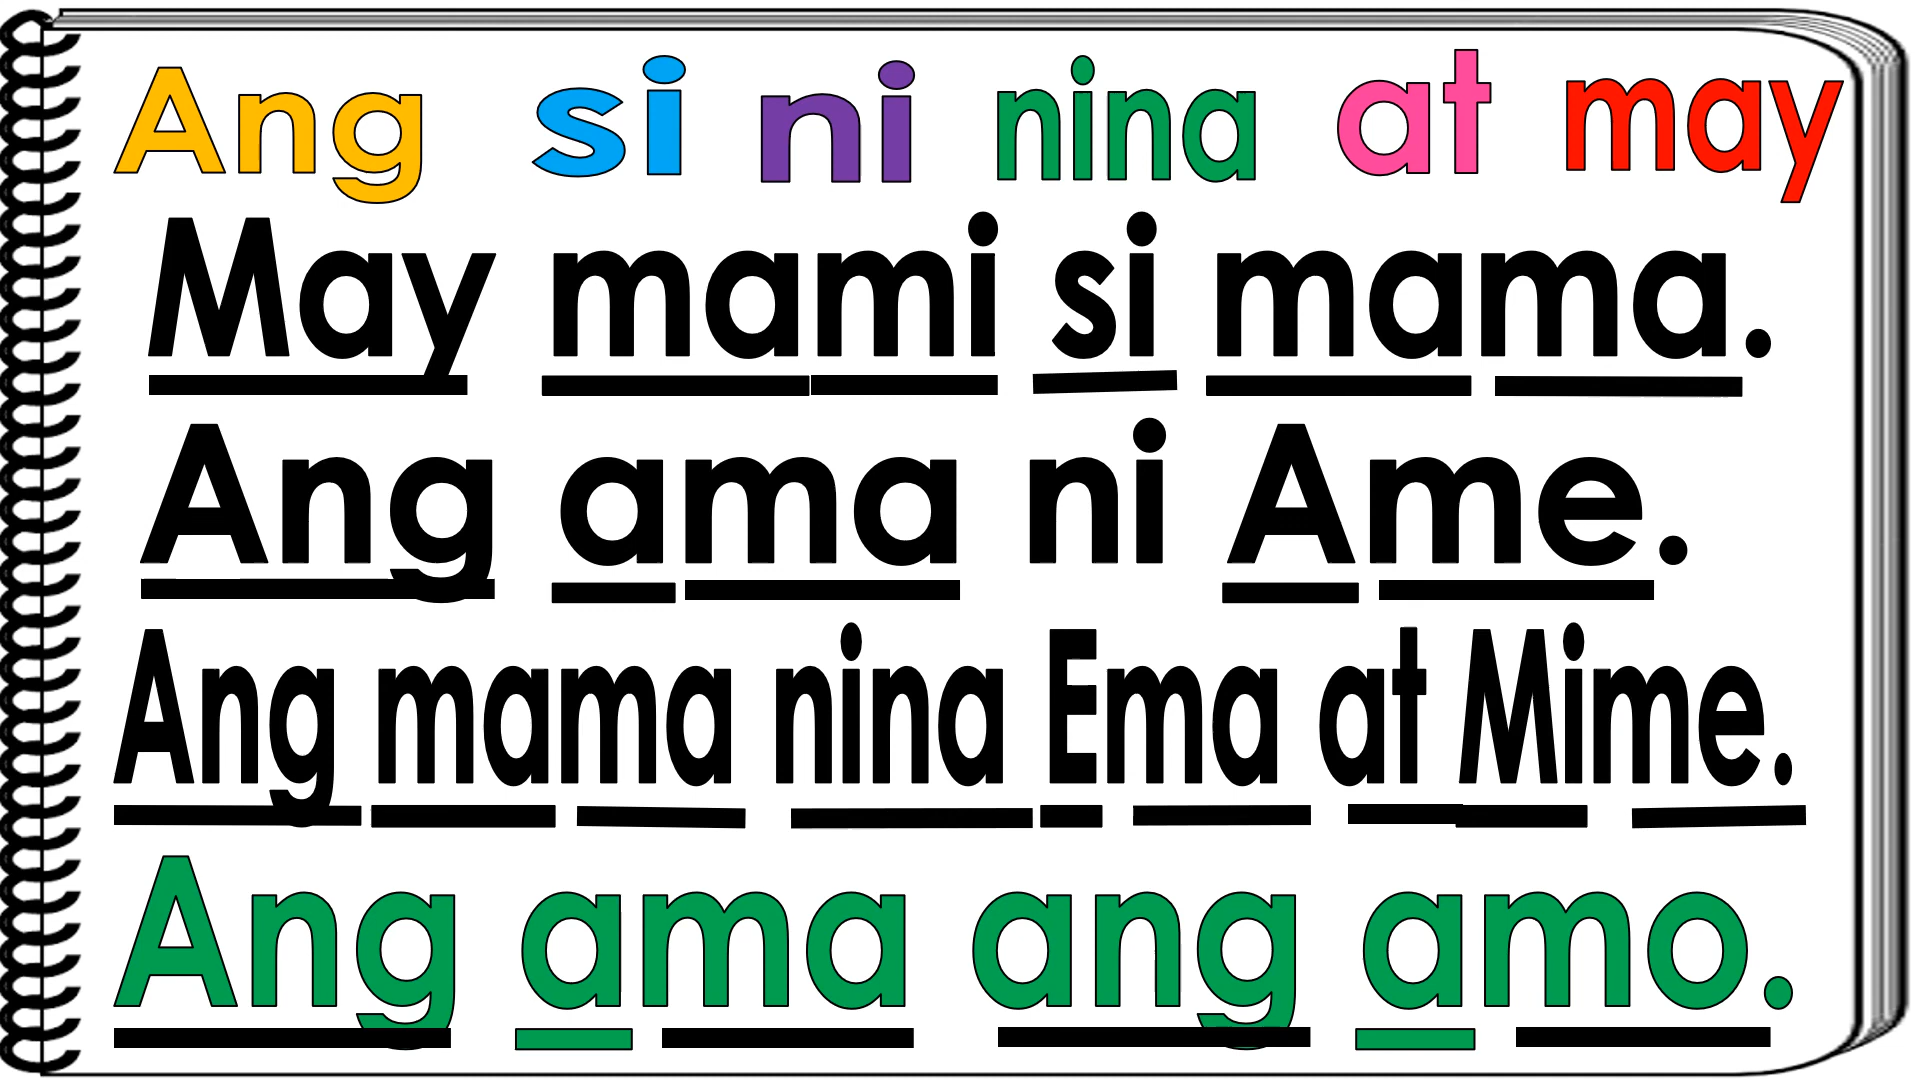 Ang si ni nina at may
May mami si mama.
Ang ama ni Ame.
Ang mama nina Ema at Mime.
Ang ama ang amo.